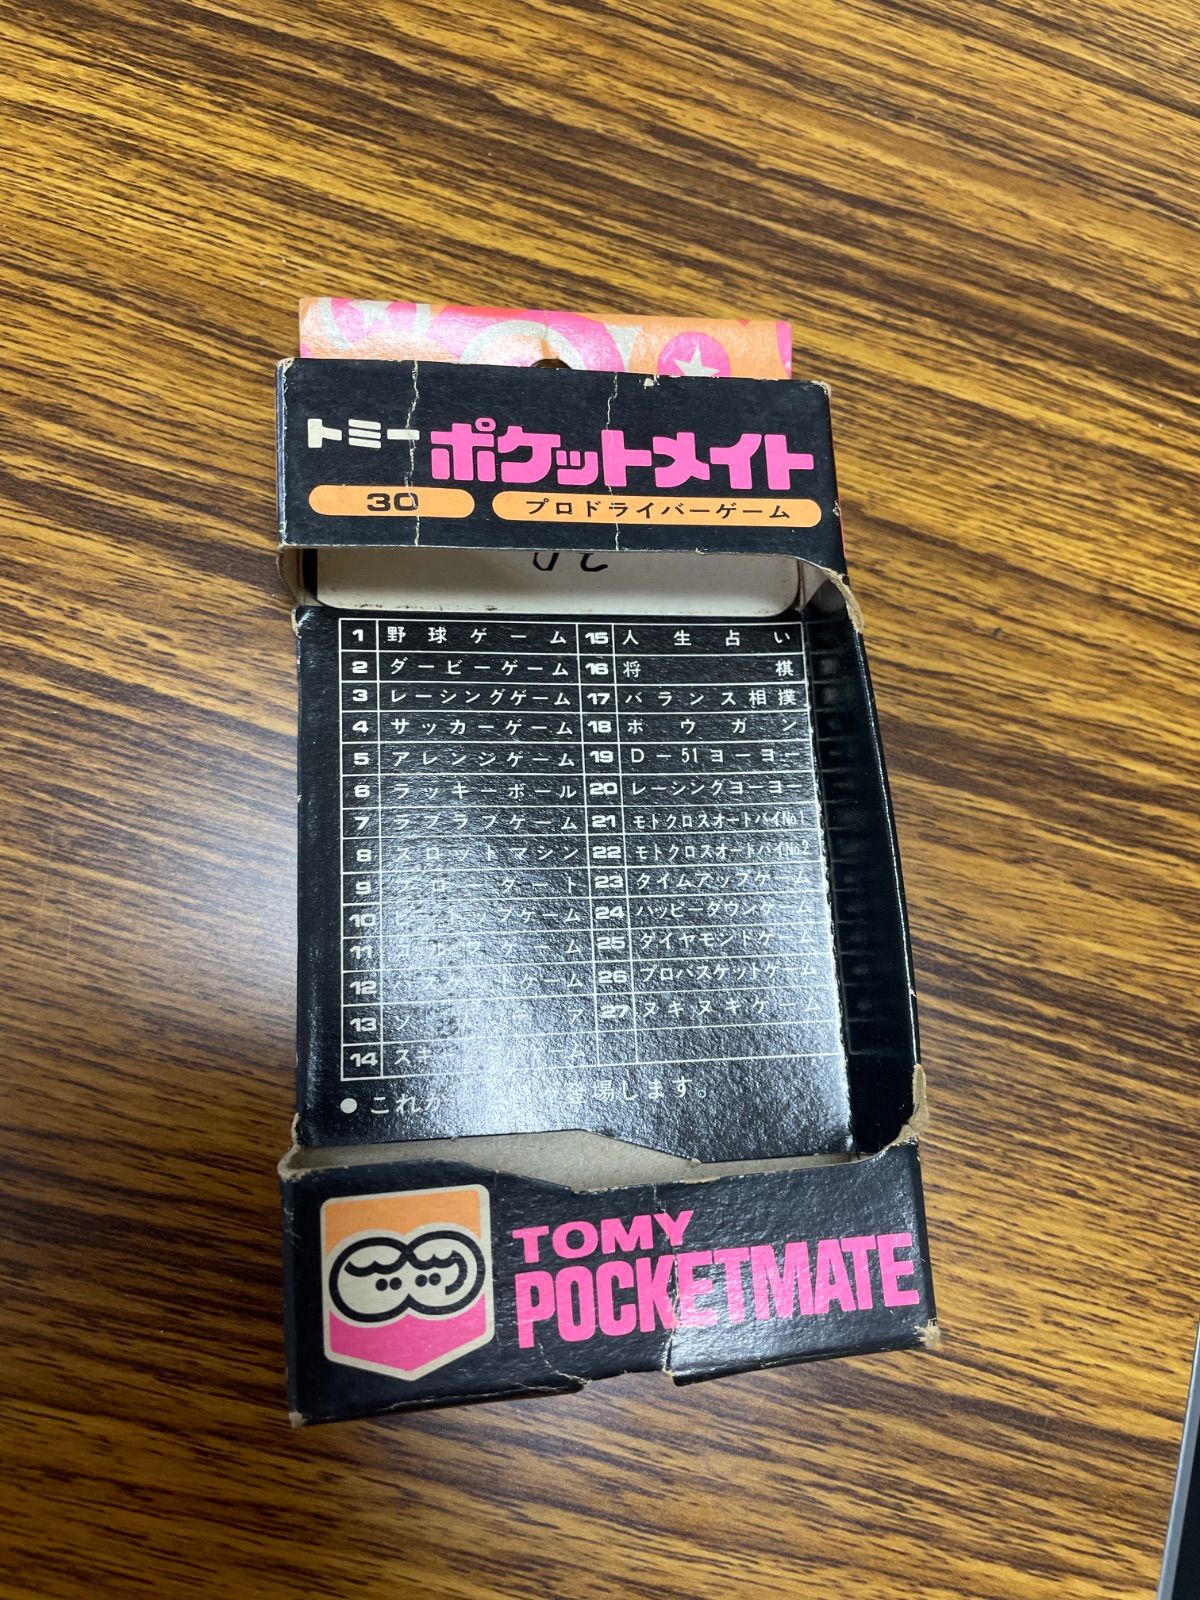 トミー ポケットメイト
30 プロドライバーゲーム
1 野球ゲーム 15 人生占い
2 ダービーゲーム 16 将棋
3 レーシングゲーム 17 バランス相撲
4 サッカーゲーム 18 ボウガン
5 アレンジゲーム 19 D-51ヨーヨー
6 ラッキーボール 20 レーシングヨーヨー
7 ラブラブゲーム 21 モトクロスオートバイNo.1
8 スロットマシン 22 モトクロスオートバイNo.2
9 23 タイムアップゲーム
10 24 ハッピーダウンゲーム
11 25 ダイヤモンドゲーム
12 26 プロバスケットゲーム
13 27 ヌキヌキゲーム
14 スキーゲーム
●これか 登場します。
TOMY
POCKETMATE